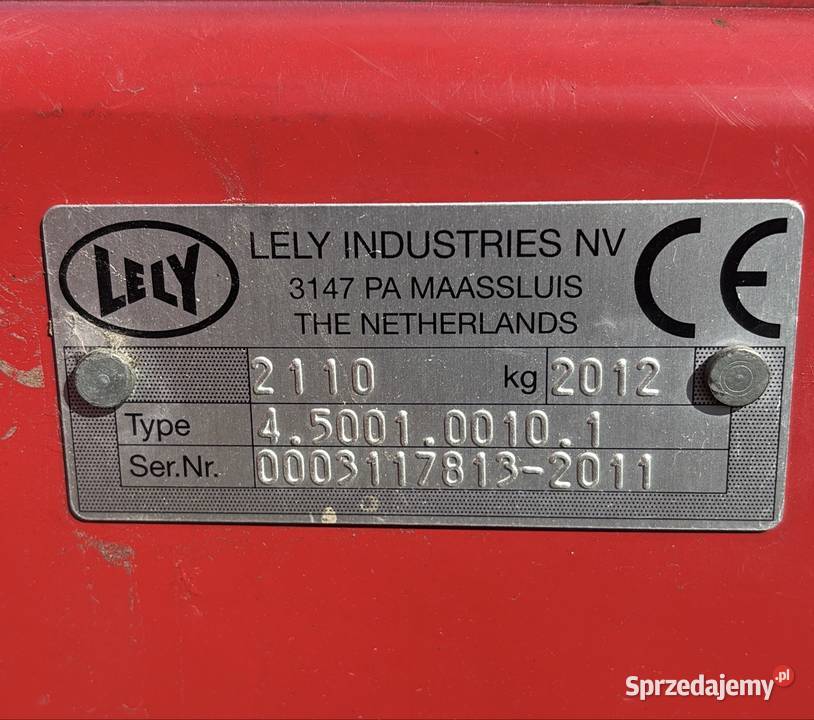 LELY
LELY INDUSTRIES NV
3147 PA MAASSLUIS
THE NETHERLANDS
CE
2110 kg 2012
Type 4.5001.0010.1
Ser.Nr. 0003117813-2011
Sprzedajemy.pl